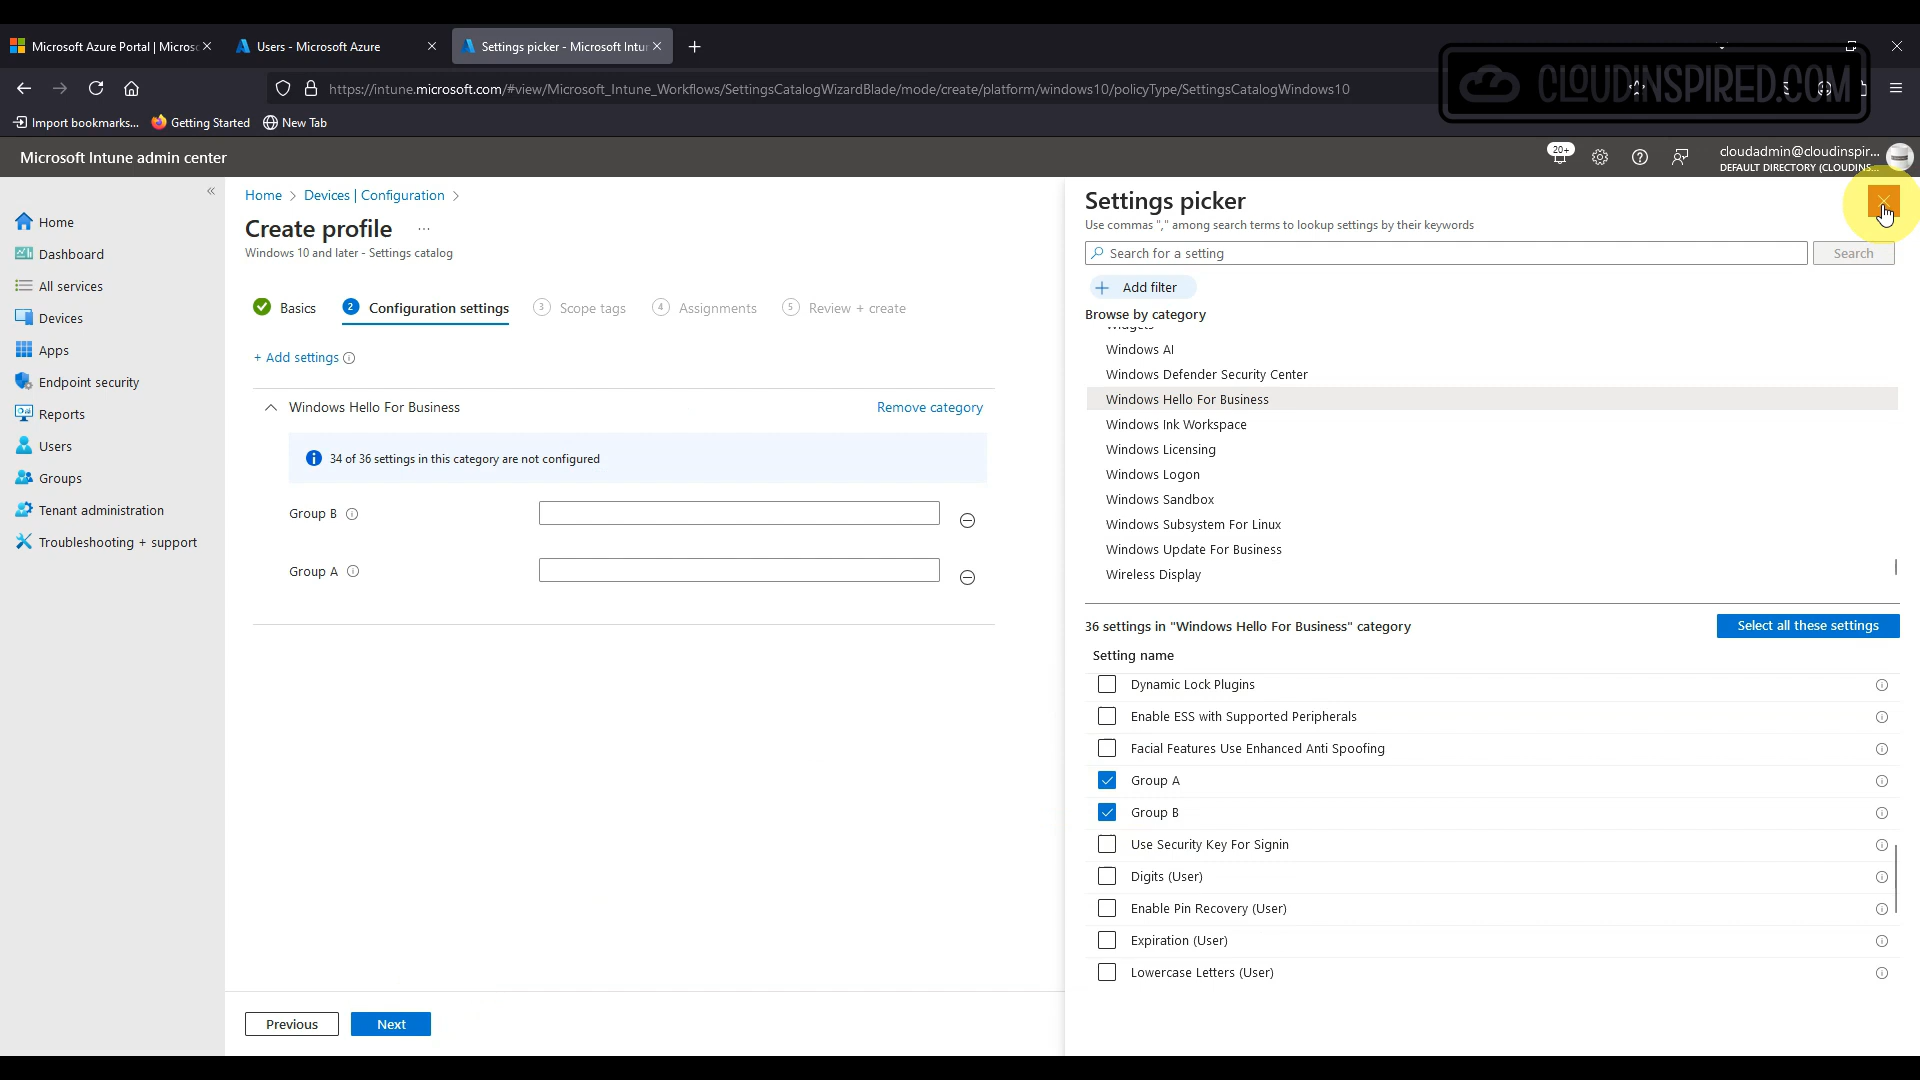 Microsoft Azure Portal | Micros
Users - Microsoft Azure
Settings picker - Microsoft Intu
https://intune.microsoft.com/#view/Microsoft_Intune_Workflows/SettingsCatalogWizardBlade/mode/create/platform/windows10/policyType/SettingsCatalogWindows10
CLOUDINSPIRED.COM
Import bookmarks...
Getting Started
New Tab
Microsoft Intune admin center
20+
cloudadmin@cloudinspir...
DEFAULT DIRECTORY (CLOUDINS...
«
Home
Dashboard
All services
Devices
Apps
Endpoint security
Reports
Users
Groups
Tenant administration
Troubleshooting + support
Home > Devices | Configuration >
Create profile ...
Windows 10 and later - Settings catalog
Basics
2 Configuration settings
3 Scope tags
4 Assignments
5 Review + create
+ Add settings
Windows Hello For Business
Remove category
34 of 36 settings in this category are not configured
Group B
Group A
Previous
Next
Settings picker
Use commas "," among search terms to lookup settings by their keywords
Search for a setting
Search
+ Add filter
Browse by category
Widgets
Windows AI
Windows Defender Security Center
Windows Hello For Business
Windows Ink Workspace
Windows Licensing
Windows Logon
Windows Sandbox
Windows Subsystem For Linux
Windows Update For Business
Wireless Display
36 settings in "Windows Hello For Business" category
Select all these settings
Setting name
Dynamic Lock Plugins
Enable ESS with Supported Peripherals
Facial Features Use Enhanced Anti Spoofing
Group A
Group B
Use Security Key For Signin
Digits (User)
Enable Pin Recovery (User)
Expiration (User)
Lowercase Letters (User)